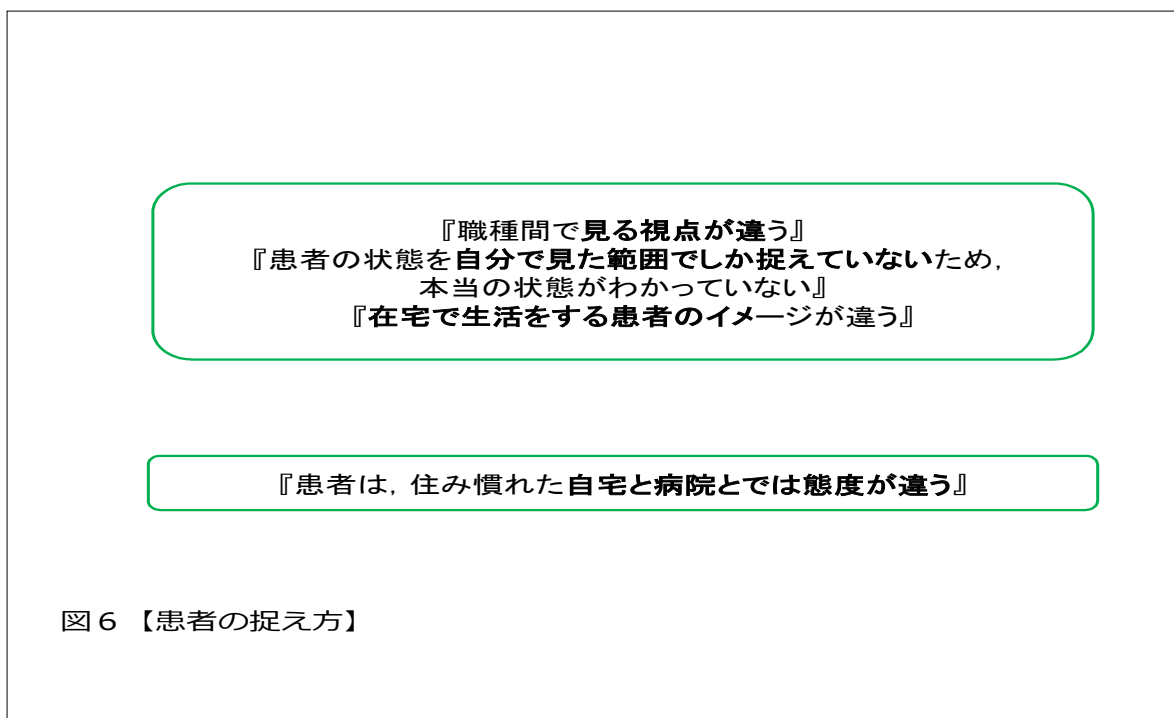 『職種間で見る視点が違う』
『患者の状態を自分で見た範囲でしか捉えていないため,
本当の状態がわかっていない』
『在宅で生活をする患者のイメージが違う』
『患者は, 住み慣れた自宅と病院とでは態度が違う』
図6 【患者の捉え方】